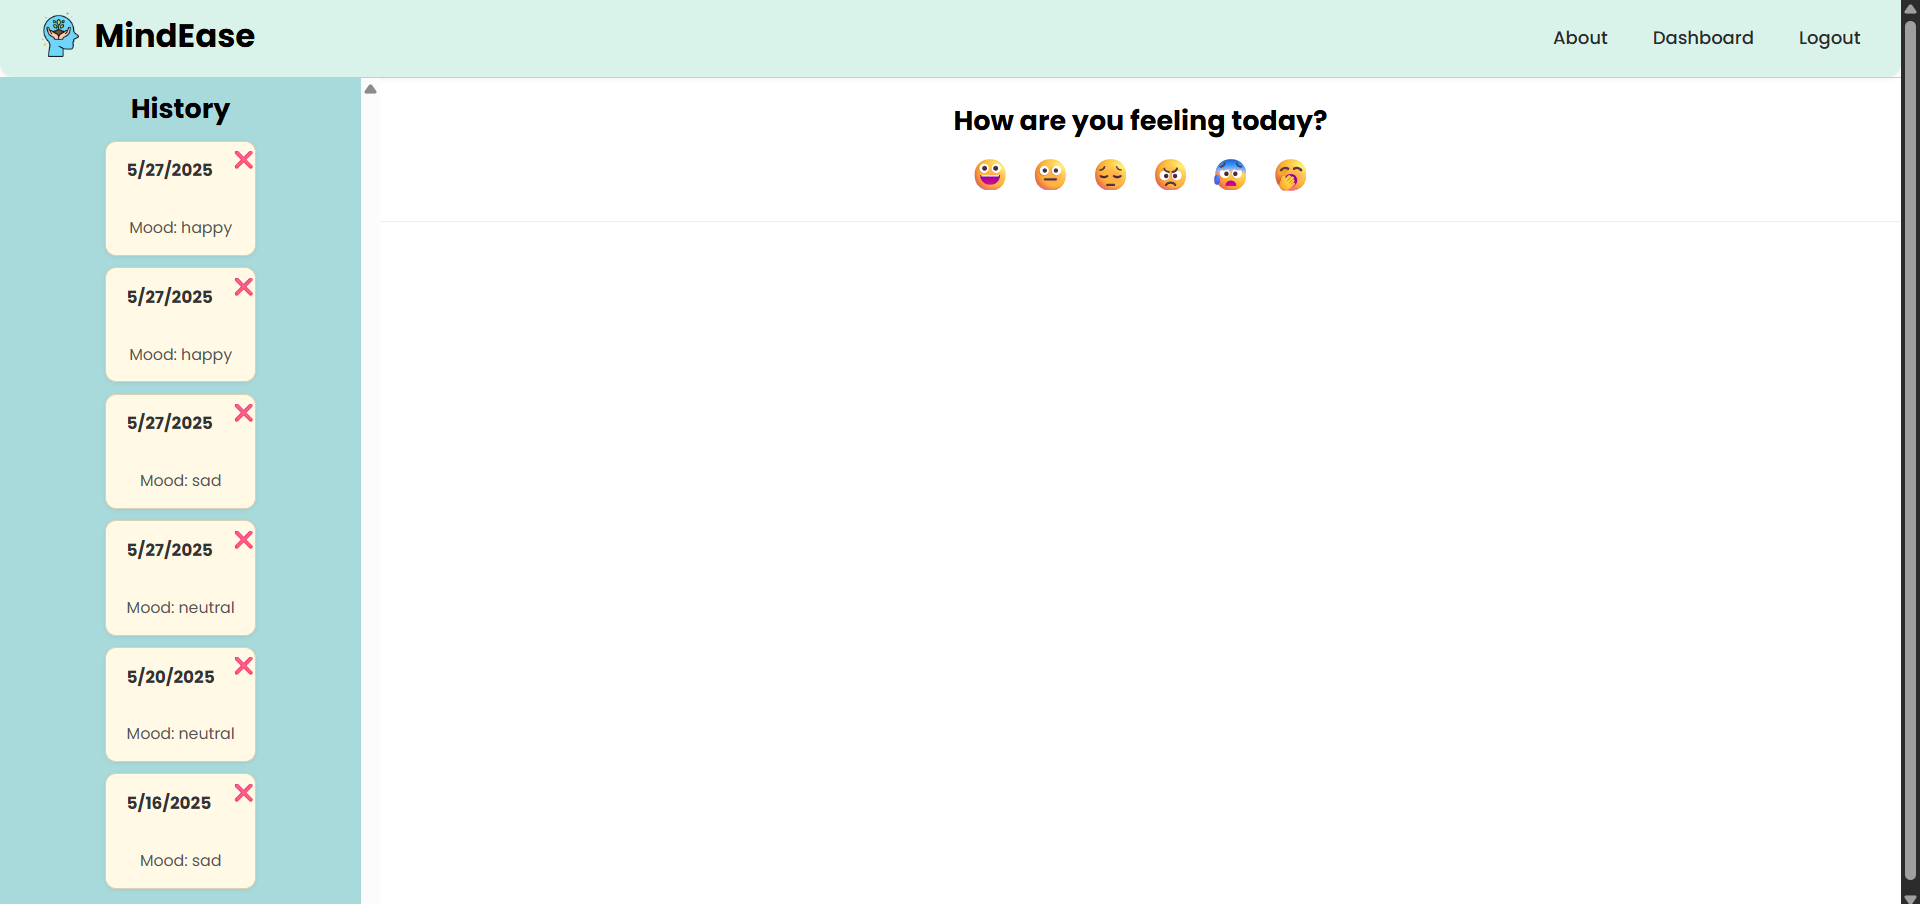 MindEase
About
Dashboard
Logout
History
5/27/2025
Mood: happy
5/27/2025
Mood: happy
5/27/2025
Mood: sad
5/27/2025
Mood: neutral
5/20/2025
Mood: neutral
5/16/2025
Mood: sad
How are you feeling today?